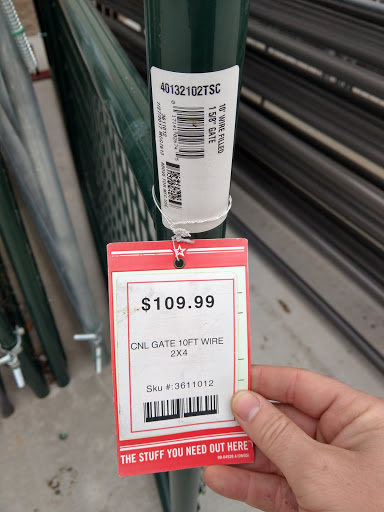 40132102TSC
10' WIRE FILLED
1 5/8" GATE
$109.99
CNL GATE 10FT WIRE
2X4
Sku #: 3611012
THE STUFF YOU NEED OUT HERE